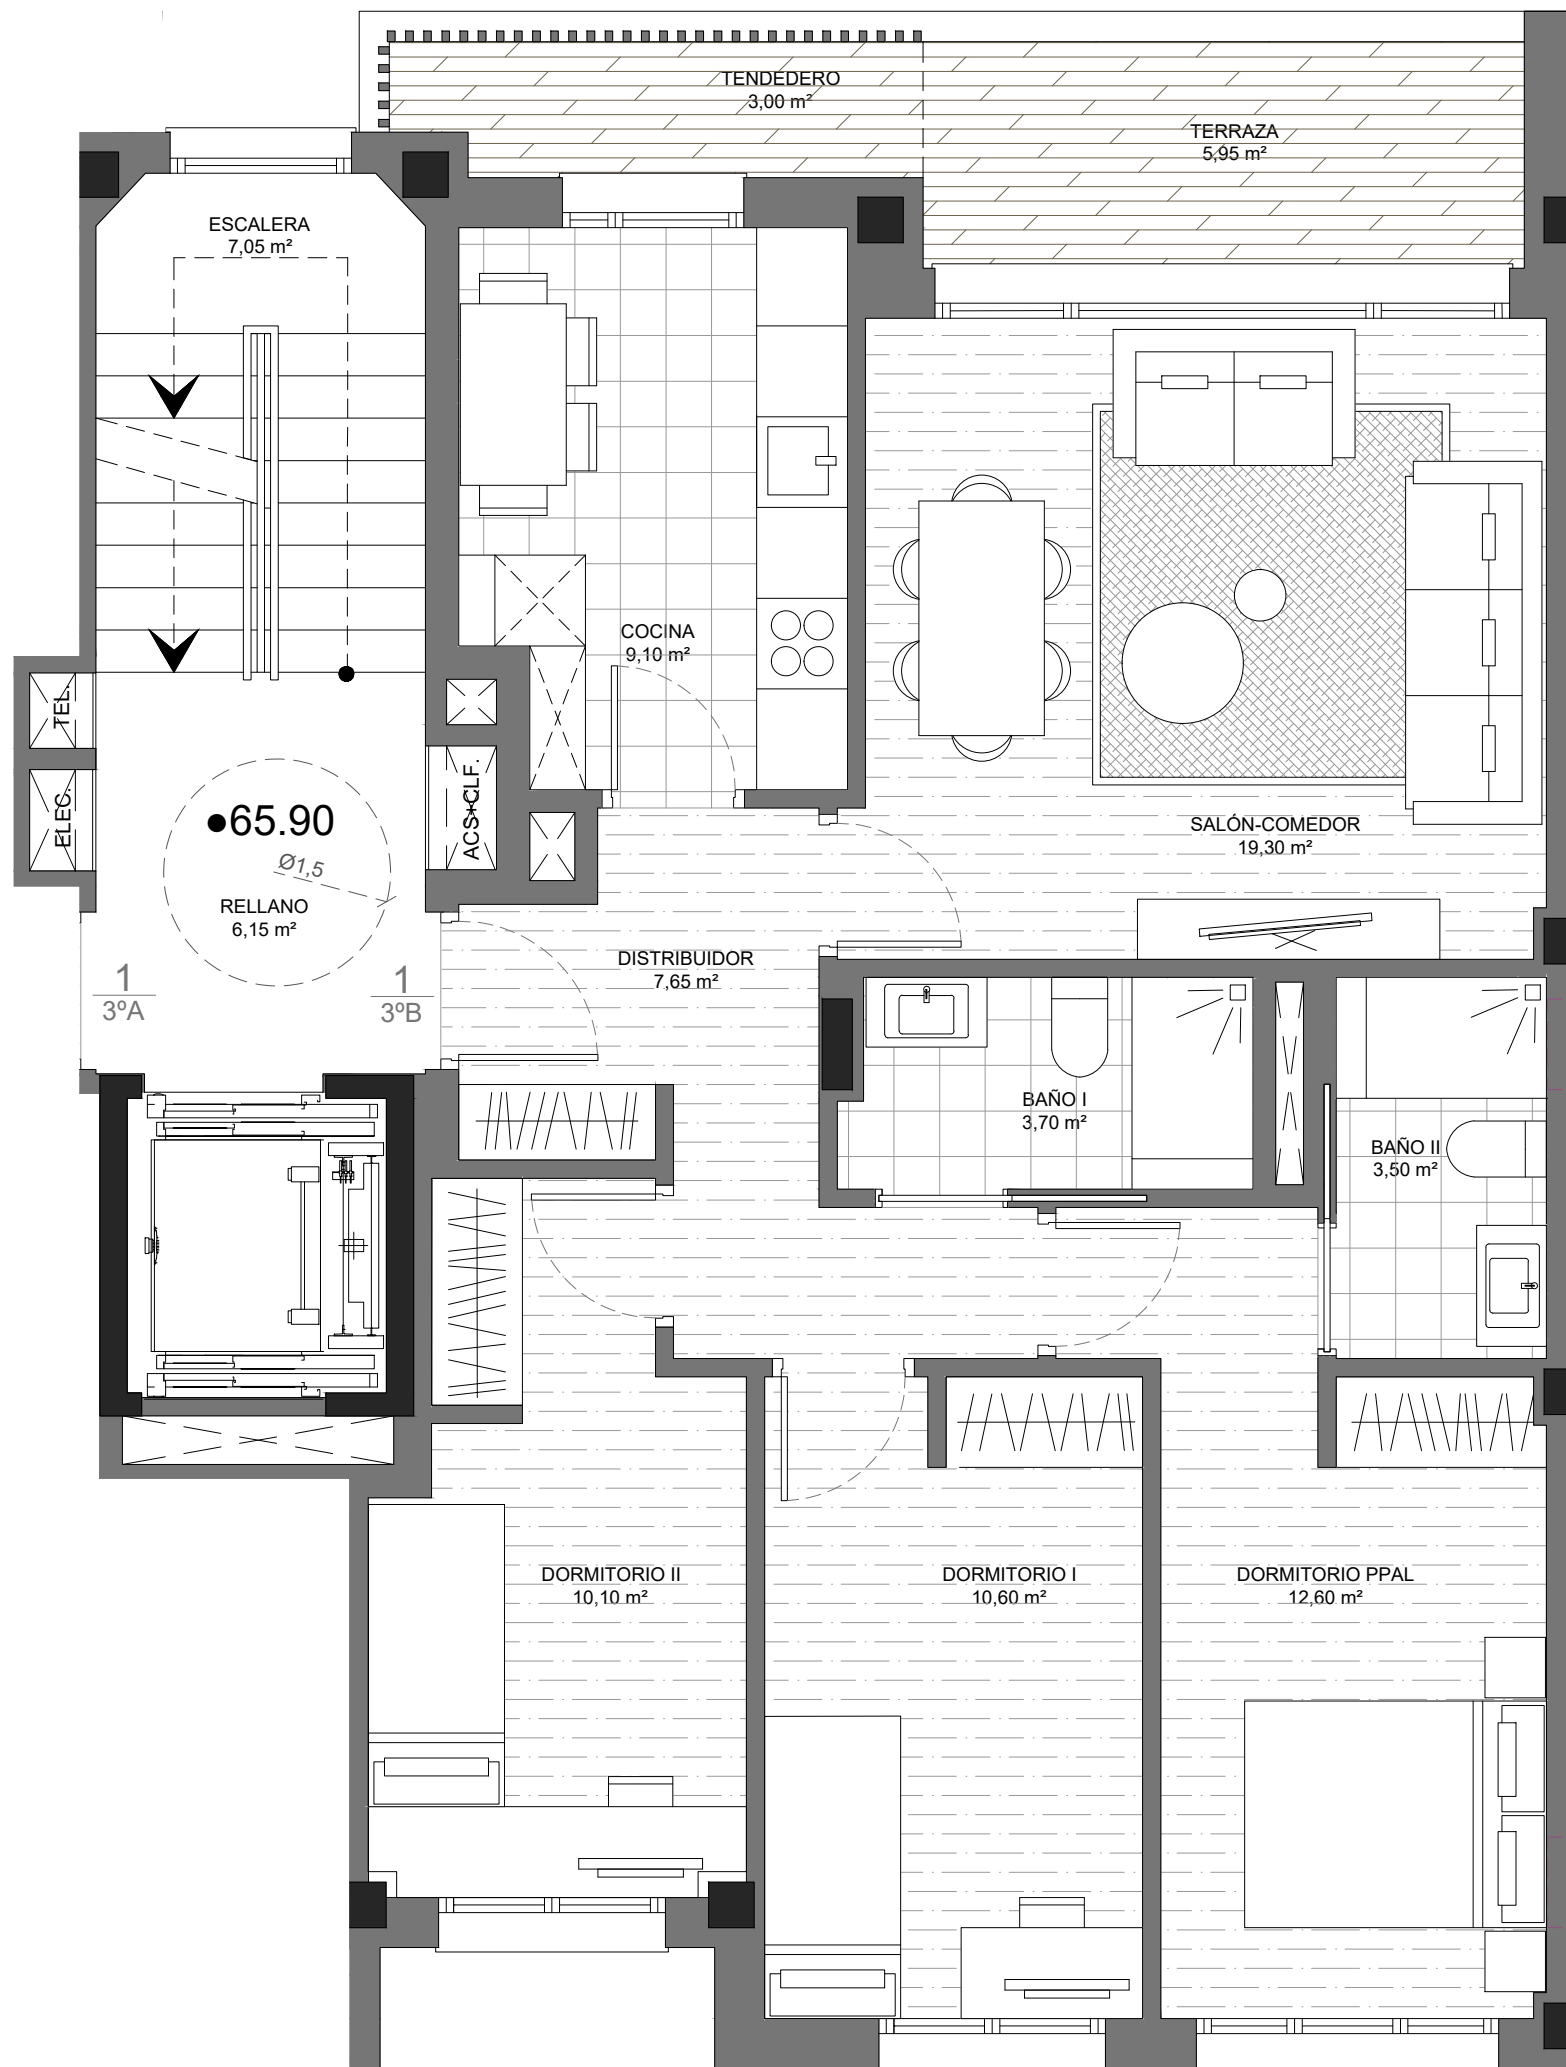 TENDEDERO
3,00 m²
TERRAZA
5,95 m²
ESCALERA
7,05 m²
COCINA
9,10 m²
TEL.
ELEC.
ACS+CLF.
•65.90
Ø1,5
RELLANO
6,15 m²
1
3ºA
1
3ºB
SALÓN-COMEDOR
19,30 m²
DISTRIBUIDOR
7,65 m²
BAÑO I
3,70 m²
BAÑO II
3,50 m²
DORMITORIO II
10,10 m²
DORMITORIO I
10,60 m²
DORMITORIO PPAL
12,60 m²